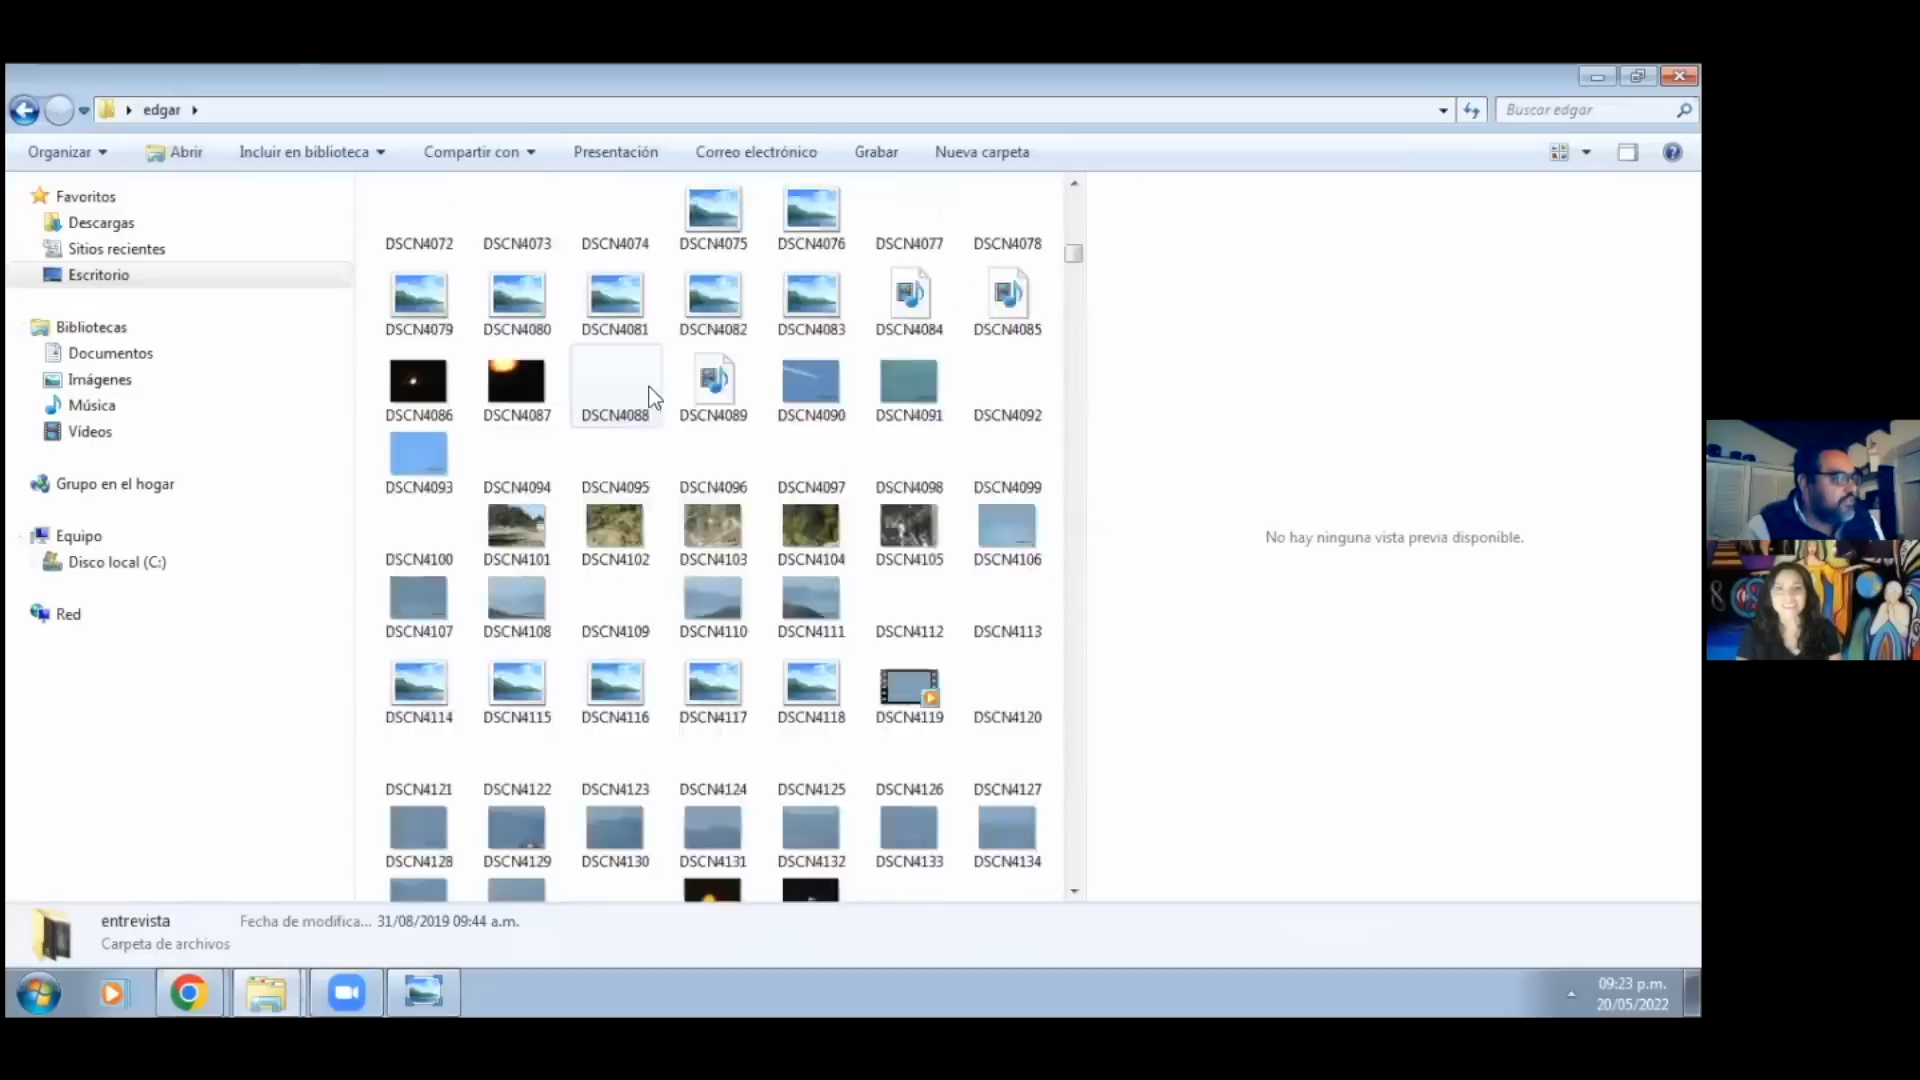 edgar
Buscar edgar
Organizar Abrir Incluir en biblioteca Compartir con Presentación Correo electrónico Grabar Nueva carpeta
Favoritos
Descargas
Sitios recientes
Escritorio
Bibliotecas
Documentos
Imágenes
Música
Vídeos
Grupo en el hogar
Equipo
Disco local (C:)
Red
DSCN4072 DSCN4073 DSCN4074 DSCN4075 DSCN4076 DSCN4077 DSCN4078
DSCN4079 DSCN4080 DSCN4081 DSCN4082 DSCN4083 DSCN4084 DSCN4085
DSCN4086 DSCN4087 DSCN4088 DSCN4089 DSCN4090 DSCN4091 DSCN4092
DSCN4093 DSCN4094 DSCN4095 DSCN4096 DSCN4097 DSCN4098 DSCN4099
DSCN4100 DSCN4101 DSCN4102 DSCN4103 DSCN4104 DSCN4105 DSCN4106
DSCN4107 DSCN4108 DSCN4109 DSCN4110 DSCN4111 DSCN4112 DSCN4113
DSCN4114 DSCN4115 DSCN4116 DSCN4117 DSCN4118 DSCN4119 DSCN4120
DSCN4121 DSCN4122 DSCN4123 DSCN4124 DSCN4125 DSCN4126 DSCN4127
DSCN4128 DSCN4129 DSCN4130 DSCN4131 DSCN4132 DSCN4133 DSCN4134
No hay ninguna vista previa disponible.
entrevista Fecha de modifica... 31/08/2019 09:44 a.m.
Carpeta de archivos
09:23 p.m.
20/05/2022